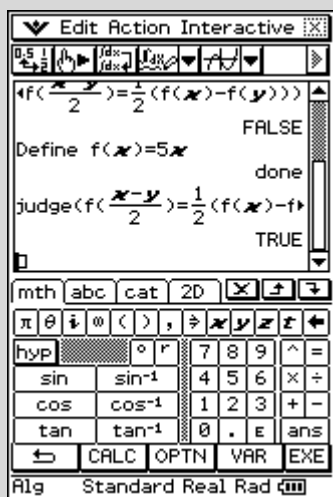 Edit Action Interactive
f(x-y/2)=1/2(f(x)-f(y)))
FALSE
Define f(x)=5x
done
judge(f(x-y/2)=1/2(f(x)-f
TRUE
mth abc cat 2D
π θ i ∞ ( ) , ⇒ x y z t ←
hyp ° r 7 8 9 ^ =
sin sin⁻¹ 4 5 6 × ÷
cos cos⁻¹ 1 2 3 + −
tan tan⁻¹ 0 . E ans
CALC OPTN VAR EXE
Alg Standard Real Rad